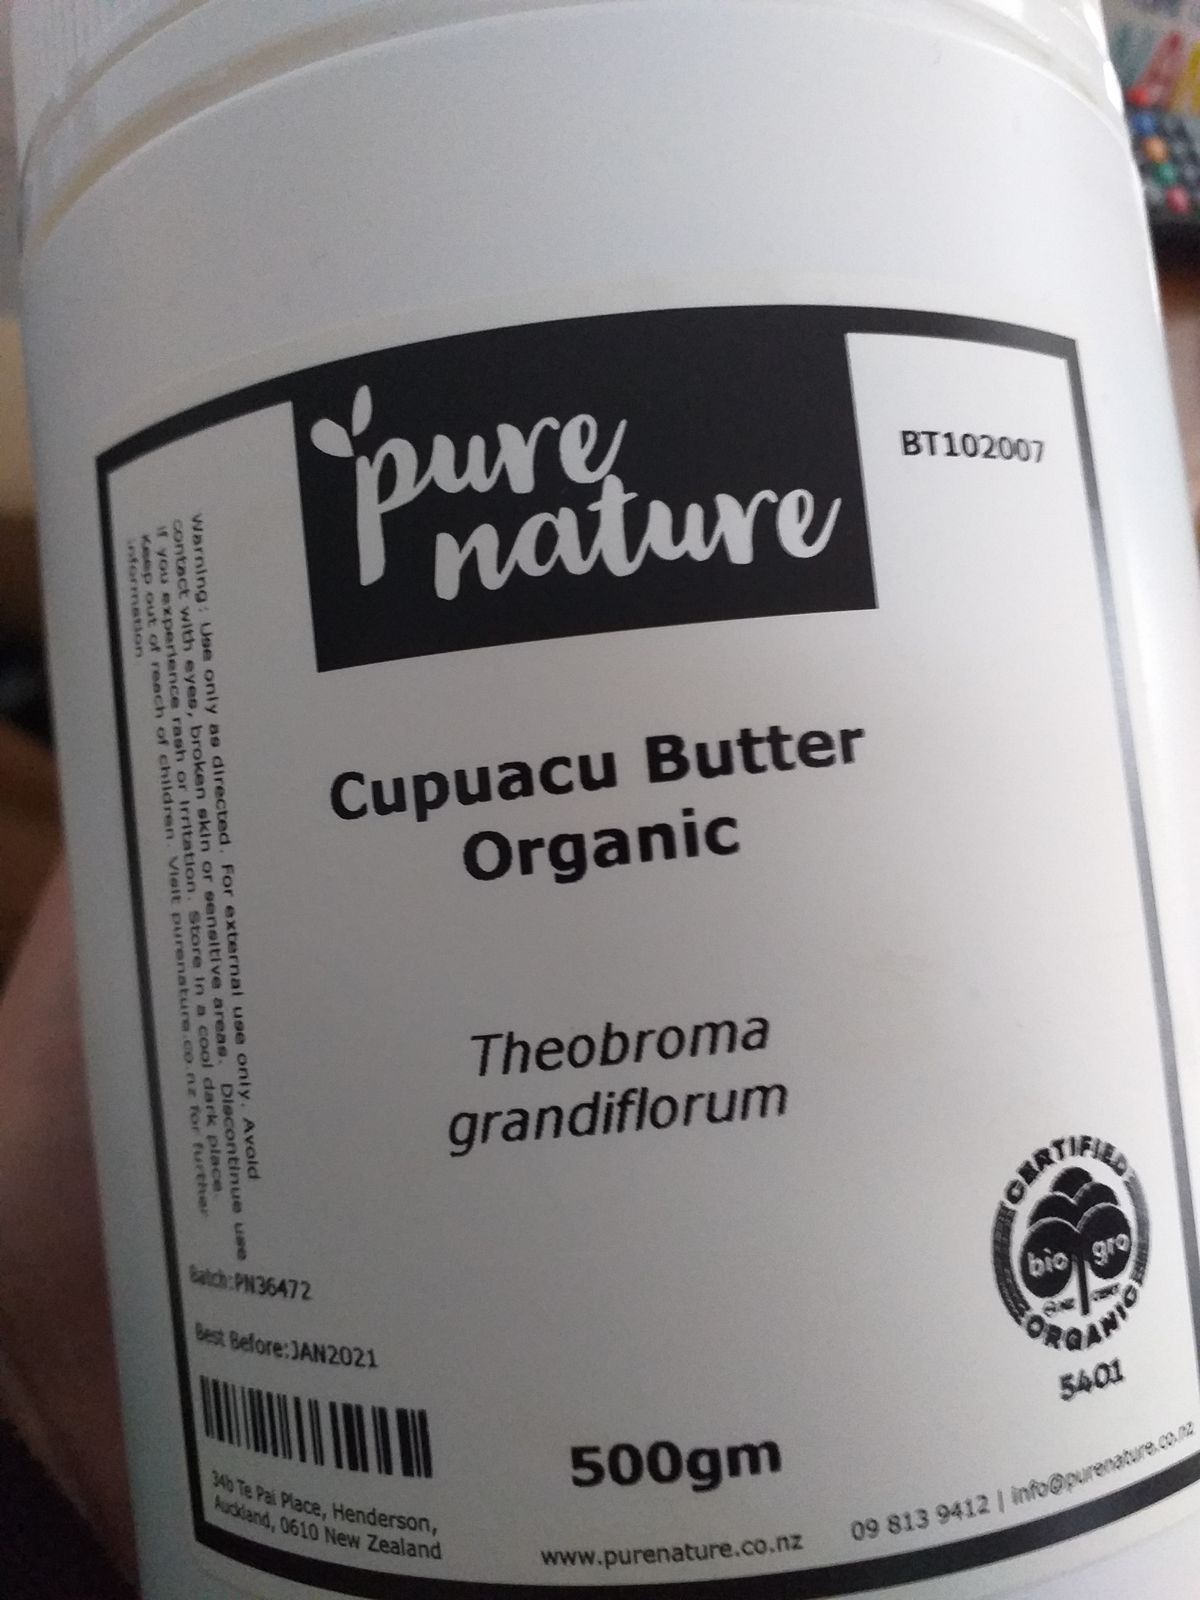 pure
nature
BT102007
Cupuacu Butter
Organic
Theobroma
grandiflorum
Warning: Use only as directed. For external use only. Avoid
contact with eyes, broken skin or sensitive areas. Discontinue use
if you experience rash or irritation. Store in a cool dark place.
Keep out of reach of children. Visit purenature.co.nz for further
information.
Batch:PN36472
Best Before:JAN2021
34b Te Pai Place, Henderson,
Auckland, 0610 New Zealand
500gm
www.purenature.co.nz
09 813 9412 | info@purenature.co.nz
CERTIFIED
bio gro
NZ CERT
ORGANIC
5401